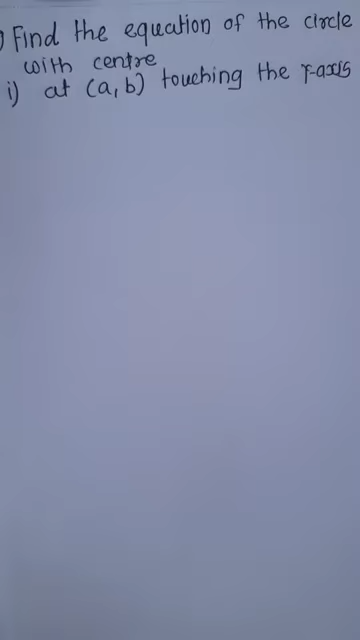 ) Find the equation of the circle
with centre
i) at (a, b) touching the Y-axis